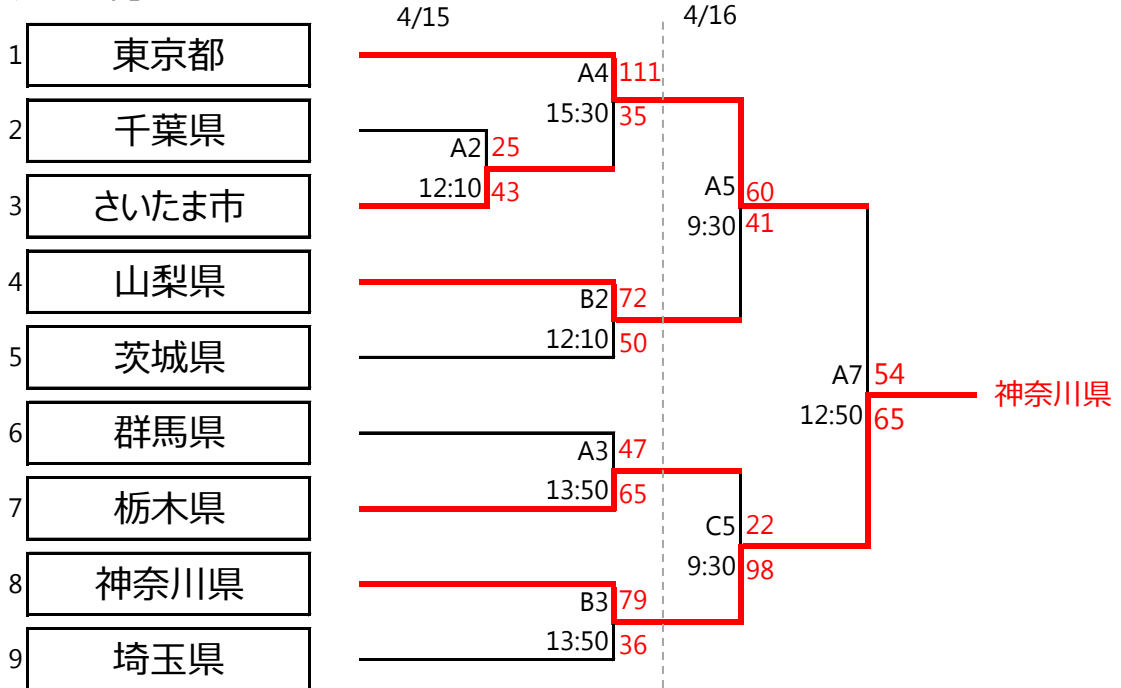 4/15
4/16
1 東京都
A4 111
15:30 35
2 千葉県
A2 25
12:10 43
3 さいたま市
A5 60
9:30 41
4 山梨県
B2 72
12:10 50
5 茨城県
A7 54
12:50 65
神奈川県
6 群馬県
A3 47
13:50 65
7 栃木県
C5 22
9:30 98
8 神奈川県
B3 79
13:50 36
9 埼玉県